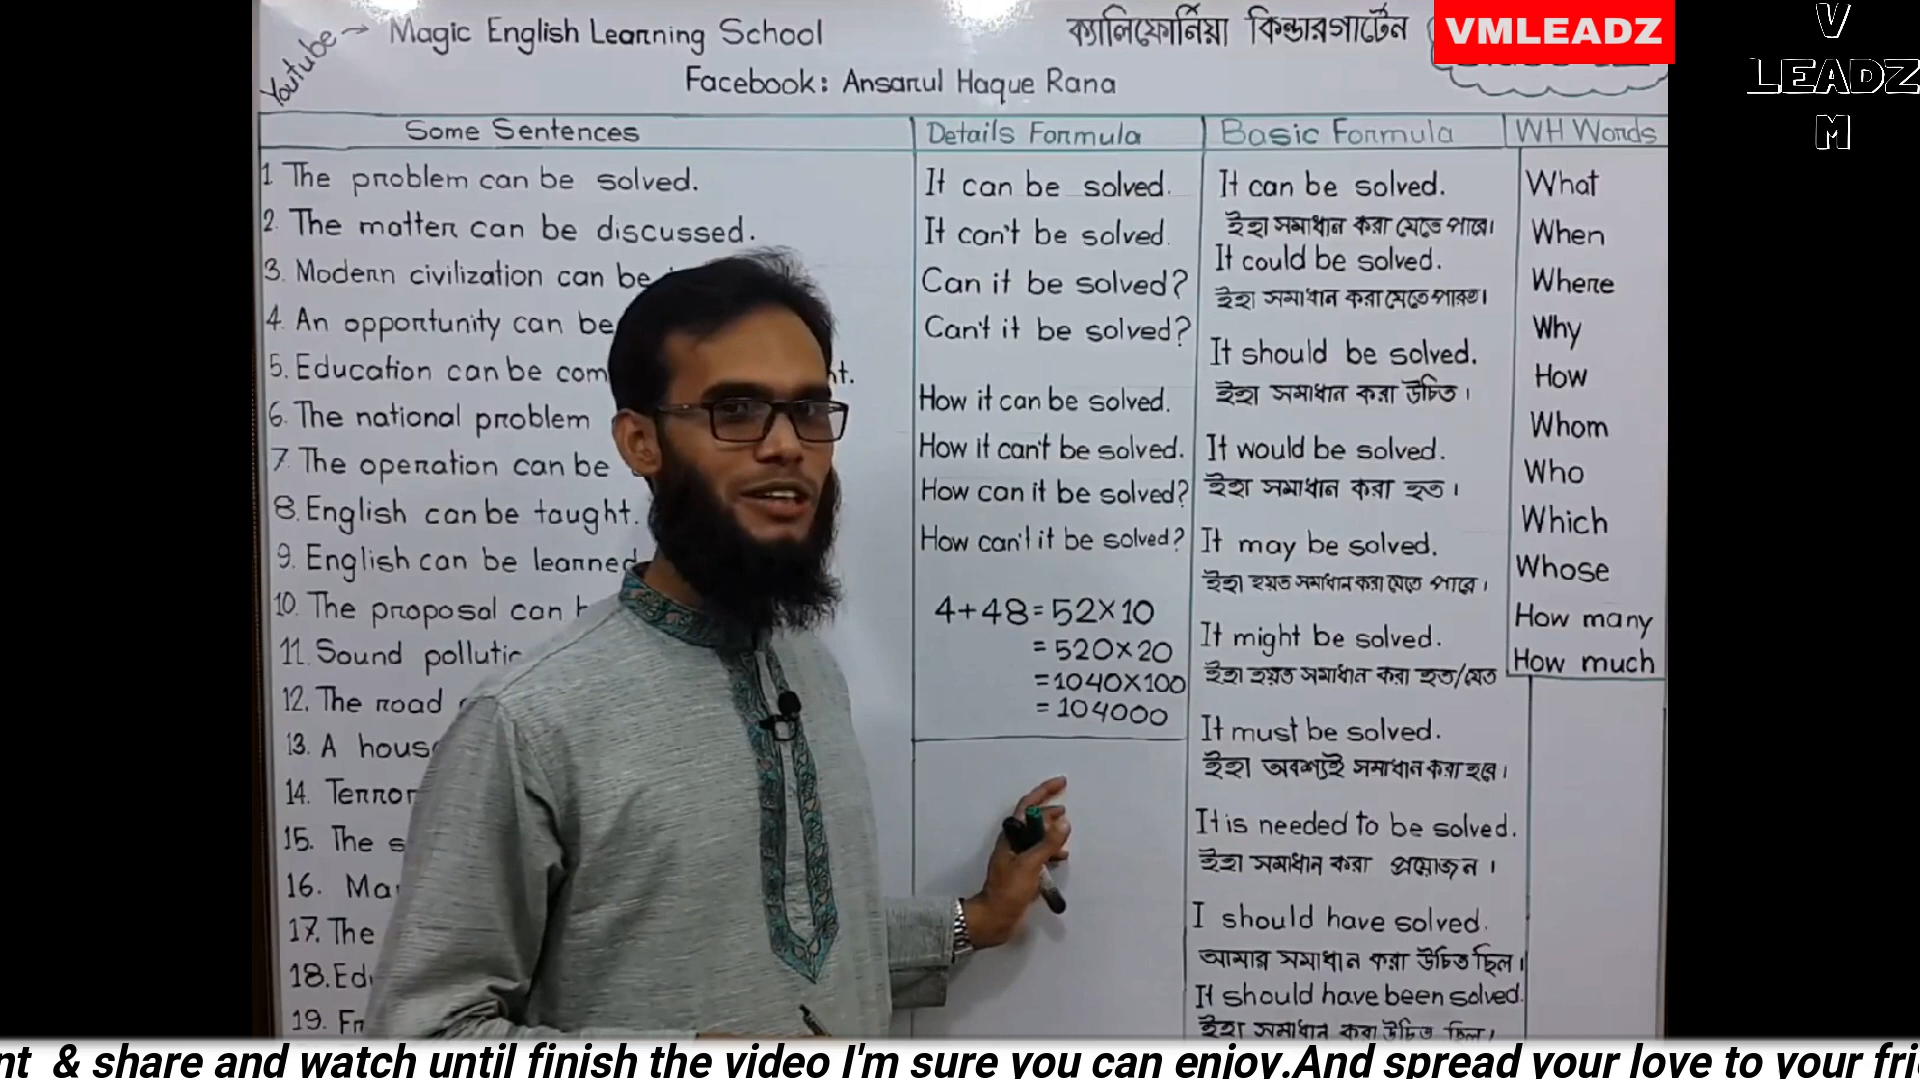 Youtube → Magic English Learning School
ক্যালিফোর্নিয়া কিন্ডারগার্টেন
VMLEADZ
V
LEADZ
M
Facebook: Ansarul Haque Rana
Some Sentences
1. The problem can be solved.
2. The matter can be discussed.
3. Modern civilization can be
4. An opportunity can be
5. Education can be
6. The national problem
7. The operation can be
8. English can be taught.
9. English can be learned
10. The proposal can
11. Sound
12. The road
13. A
14.
15. The
16.
17. The
18.
19.
Details Formula
It can be solved.
It can't be solved.
Can it be solved?
Can't it be solved?
How it can be solved.
How it can't be solved.
How can it be solved?
How can't it be solved?
4+48=52×10
=520×20
=1040×100
=104000
Basic Formula
It can be solved.
ইহা সমাধান করা যেতে পারে।
It could be solved.
ইহা সমাধান করা যেতে পারত।
It should be solved.
ইহা সমাধান করা উচিত।
It would be solved.
ইহা সমাধান করা হত।
It may be solved.
ইহা হয়ত সমাধান করা যেতে পারে।
It might be solved.
ইহা হয়ত সমাধান করা হত/যেত
It must be solved.
ইহা অবশ্যই সমাধান করা হবে।
It is needed to be solved.
ইহা সমাধান করা প্রয়োজন।
I should have solved.
আমার সমাধান করা উচিত ছিল।
It should have been solved.
ইহা সমাধান করা উচিত ছিল।
WH Words
What
When
Where
Why
How
Whom
Who
Which
Whose
How many
How much
& share and watch until finish the video I'm sure you can enjoy.And spread your love to your